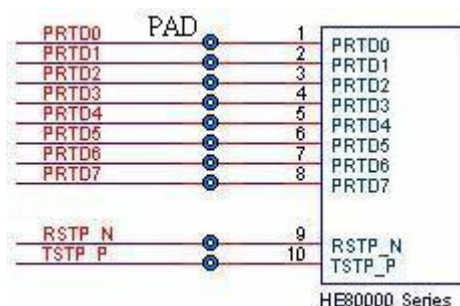 PAD
PRTD0 1 PRTD0
PRTD1 2 PRTD1
PRTD2 3 PRTD2
PRTD3 4 PRTD3
PRTD4 5 PRTD4
PRTD5 6 PRTD5
PRTD6 7 PRTD6
PRTD7 8 PRTD7
RSTP_N 9 RSTP_N
TSTP_P 10 TSTP_P
HE80000 Series